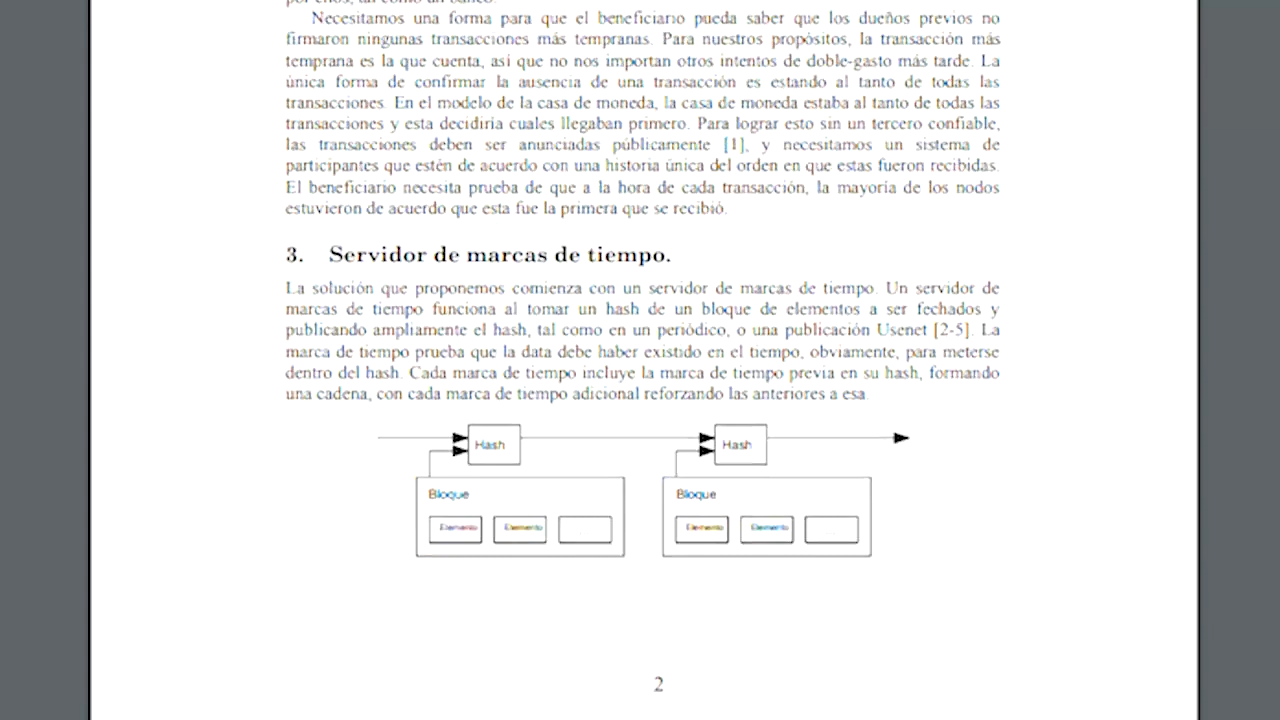 Necesitamos una forma para que el beneficiario pueda saber que los dueños previos no
firmaron ningunas transacciones más tempranas. Para nuestros propósitos, la transacción más
temprana es la que cuenta, así que no nos importan otros intentos de doble-gasto más tarde. La
única forma de confirmar la ausencia de una transacción es estando al tanto de todas las
transacciones. En el modelo de la casa de moneda, la casa de moneda estaba al tanto de todas las
transacciones y esta decidiría cuales llegaban primero. Para lograr esto sin un tercero confiable,
las transacciones deben ser anunciadas públicamente [1], y necesitamos un sistema de
participantes que estén de acuerdo con una historia única del orden en que estas fueron recibidas.
El beneficiario necesita prueba de que a la hora de cada transacción, la mayoría de los nodos
estuvieron de acuerdo que esta fue la primera que se recibió.
3. Servidor de marcas de tiempo.
La solución que proponemos comienza con un servidor de marcas de tiempo. Un servidor de
marcas de tiempo funciona al tomar un hash de un bloque de elementos a ser fechados y
publicando ampliamente el hash, tal como en un periódico, o una publicación Usenet [2-5]. La
marca de tiempo prueba que la data debe haber existido en el tiempo, obviamente, para meterse
dentro del hash. Cada marca de tiempo incluye la marca de tiempo previa en su hash, formando
una cadena, con cada marca de tiempo adicional reforzando las anteriores a esa.
Hash Hash
Bloque Bloque
Elemento Elemento Elemento Elemento
2